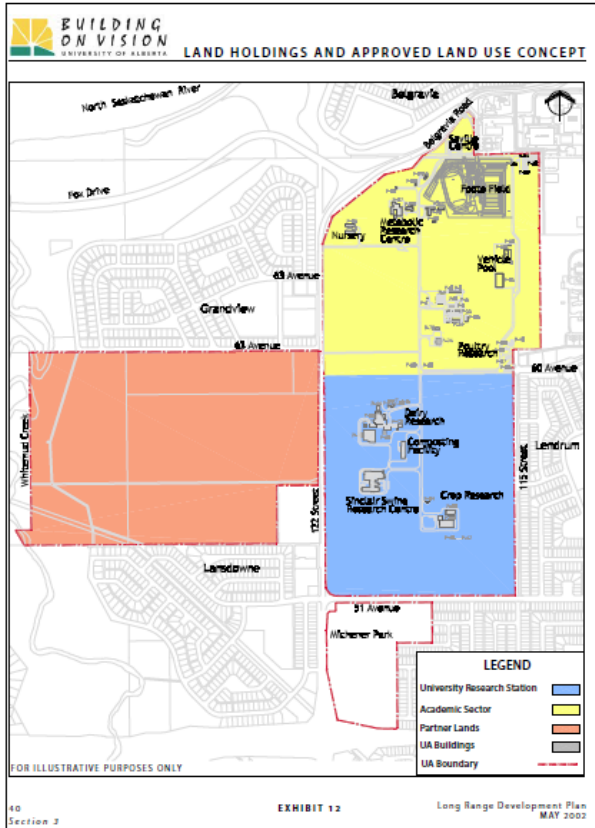 BUILDING
ON VISION
UNIVERSITY OF ALBERTA
LAND HOLDINGS AND APPROVED LAND USE CONCEPT
North Saskatchewan River
Belgravia
Belgravia Road
Saville
Centre
Fox Drive
Foote Field
Metabolic
Research
Centre
Nursery
Vehicle
Pool
63 Avenue
Grandview
63 Avenue
Poultry
Research
60 Avenue
Dairy
Research
Composting
Facility
Lendrum
Whitemud Creek
115 Street
122 Street
Sinclair Swine
Research Centre
Crop Research
Lansdowne
51 Avenue
Michener Park
LEGEND
University Research Station
Academic Sector
Partner Lands
UA Buildings
UA Boundary
FOR ILLUSTRATIVE PURPOSES ONLY
40
Section 3
EXHIBIT 12
Long Range Development Plan
MAY 2002